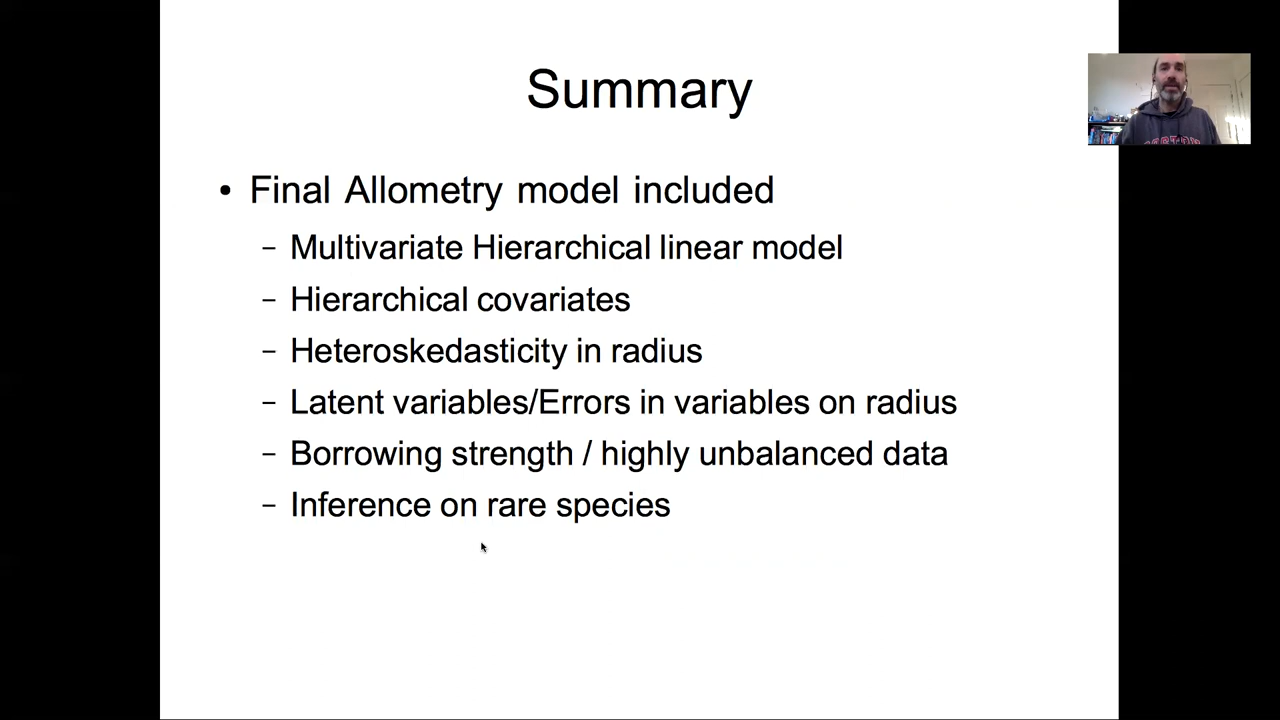 Summary
• Final Allometry model included
– Multivariate Hierarchical linear model
– Hierarchical covariates
– Heteroskedasticity in radius
– Latent variables/Errors in variables on radius
– Borrowing strength / highly unbalanced data
– Inference on rare species